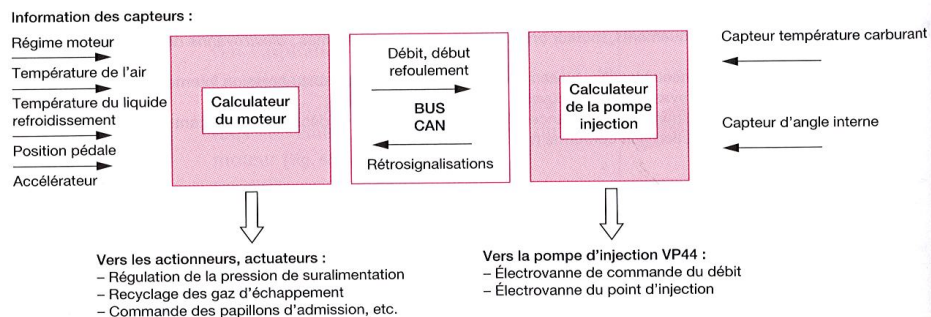 Information des capteurs :
Régime moteur
Température de l'air
Température du liquide
refroidissement
Position pédale
Accélérateur
Calculateur
du moteur
Débit, début
refoulement
BUS
CAN
Rétrosignalisations
Calculateur
de la pompe
injection
Capteur température carburant
Capteur d'angle interne
Vers les actionneurs, actuateurs :
– Régulation de la pression de suralimentation
– Recyclage des gaz d'échappement
– Commande des papillons d'admission, etc.
Vers la pompe d'injection VP44 :
– Électrovanne de commande du débit
– Électrovanne du point d'injection